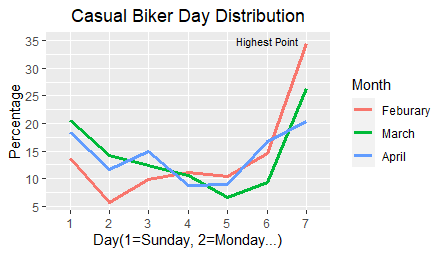 Casual Biker Day Distribution
Highest Point
35
30
25
20
15
10
5
Percentage
1 2 3 4 5 6 7
Day(1=Sunday, 2=Monday...)
Month
Feburary
March
April